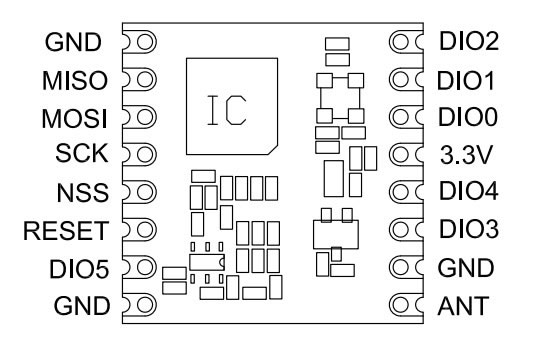 GND DIO2
MISO DIO1
MOSI DIO0
IC
SCK 3.3V
NSS DIO4
RESET DIO3
DIO5 GND
GND ANT